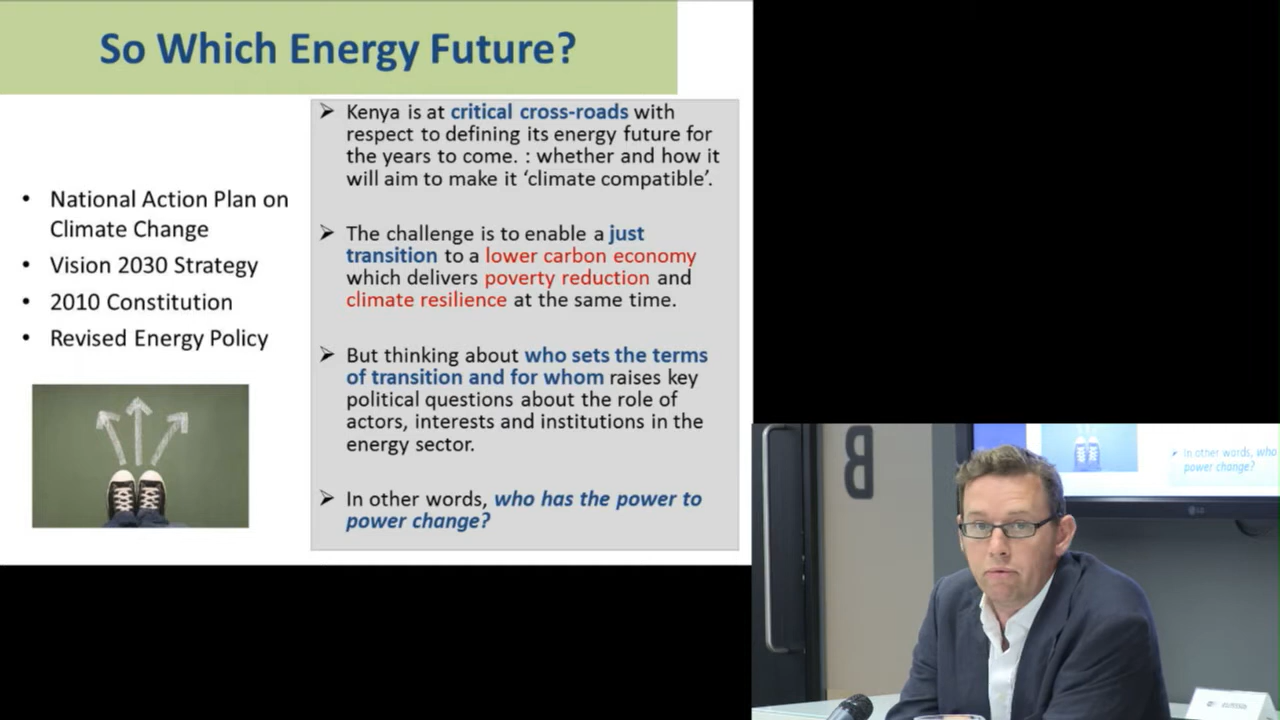 So Which Energy Future?
• National Action Plan on
Climate Change
• Vision 2030 Strategy
• 2010 Constitution
• Revised Energy Policy
➢ Kenya is at critical cross-roads with
respect to defining its energy future for
the years to come. : whether and how it
will aim to make it ‘climate compatible’.
➢ The challenge is to enable a just
transition to a lower carbon economy
which delivers poverty reduction and
climate resilience at the same time.
➢ But thinking about who sets the terms
of transition and for whom raises key
political questions about the role of
actors, interests and institutions in the
energy sector.
➢ In other words, who has the power to
power change?
B
In other words, who
power change?
LG